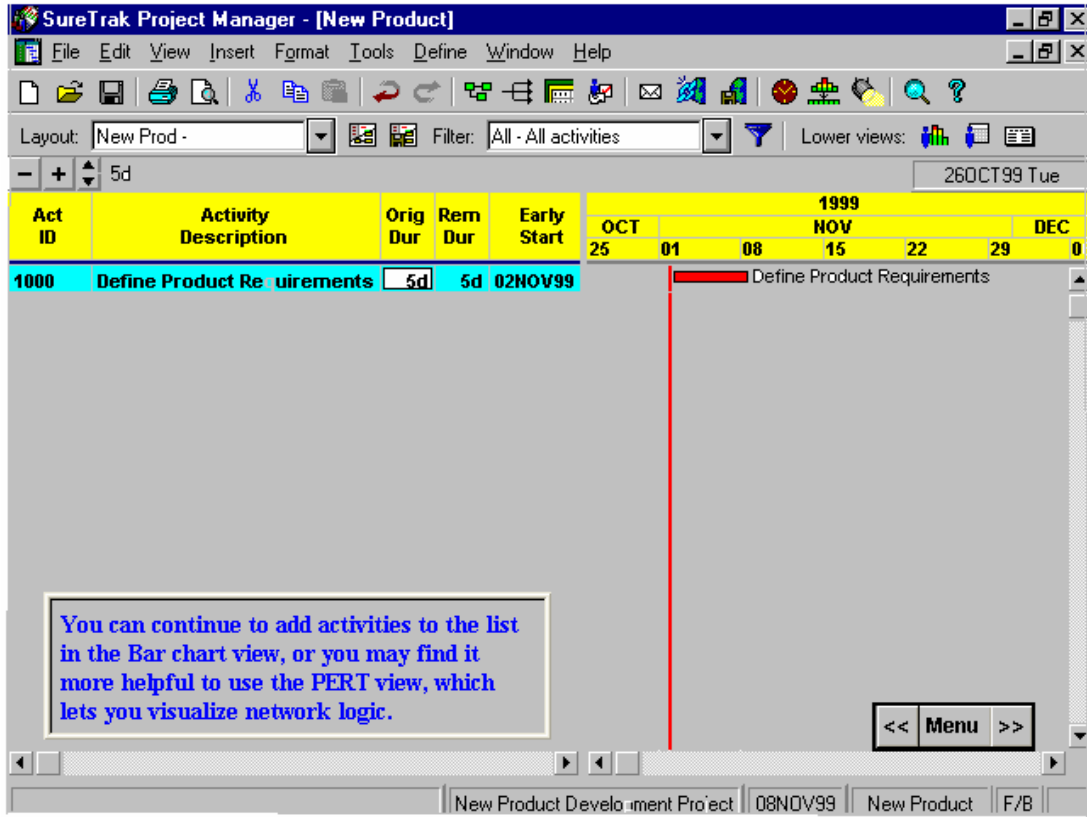 SureTrak Project Manager - [New Product]
File Edit View Insert Format Tools Define Window Help
Layout: New Prod - Filter: All - All activities Lower views:
5d 26OCT99 Tue
Act ID Activity Description Orig Dur Rem Dur Early Start
1999
OCT NOV DEC
25 01 08 15 22 29 0
1000 Define Product Requirements 5d 5d 02NOV99 Define Product Requirements
You can continue to add activities to the list
in the Bar chart view, or you may find it
more helpful to use the PERT view, which
lets you visualize network logic.
<< Menu >>
New Product Development Project 08NOV99 New Product F/B